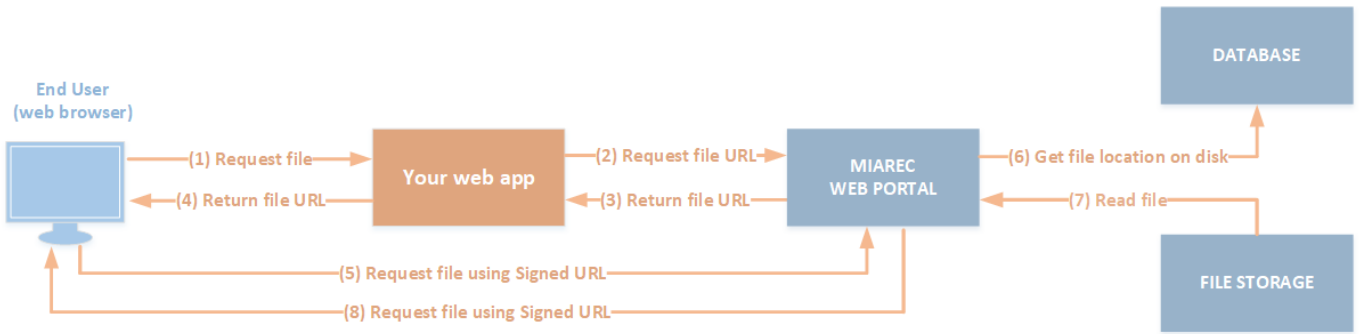 DATABASE
End User
(web browser)
(1) Request file
(2) Request file URL
(6) Get file location on disk
Your web app
MIAREC
WEB PORTAL
(4) Return file URL
(3) Return file URL
(7) Read file
(5) Request file using Signed URL
FILE STORAGE
(8) Request file using Signed URL